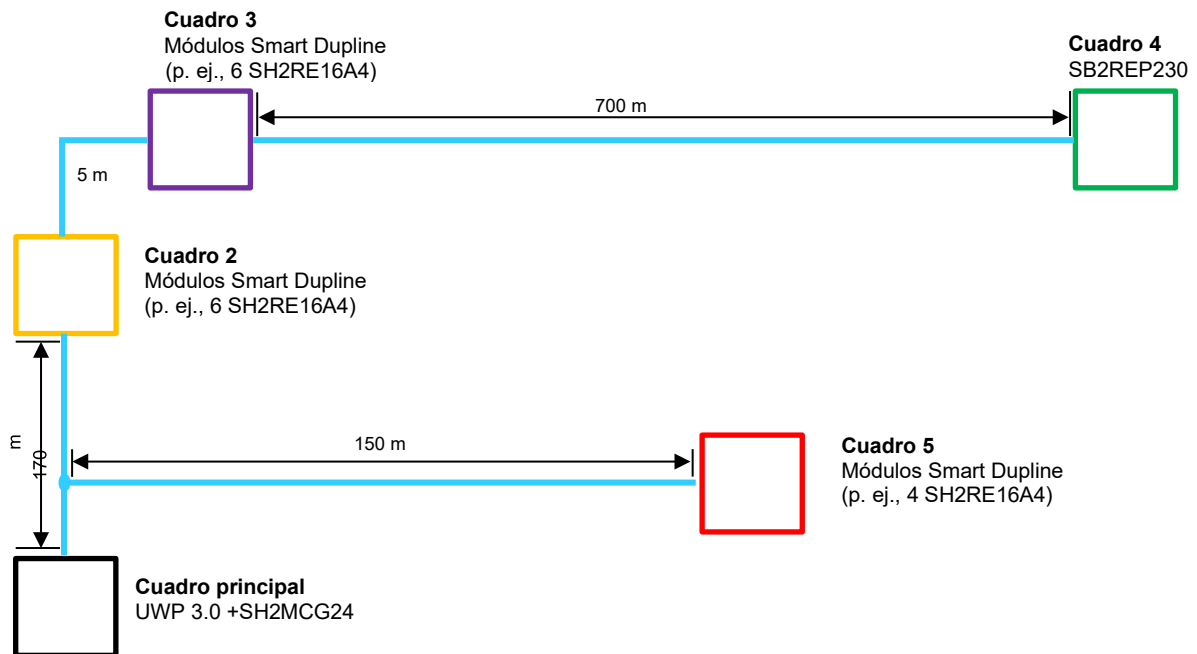 Cuadro 3
Módulos Smart Dupline
(p. ej., 6 SH2RE16A4)
Cuadro 4
SB2REP230
700 m
5 m
Cuadro 2
Módulos Smart Dupline
(p. ej., 6 SH2RE16A4)
m
170
150 m
Cuadro 5
Módulos Smart Dupline
(p. ej., 4 SH2RE16A4)
Cuadro principal
UWP 3.0 +SH2MCG24